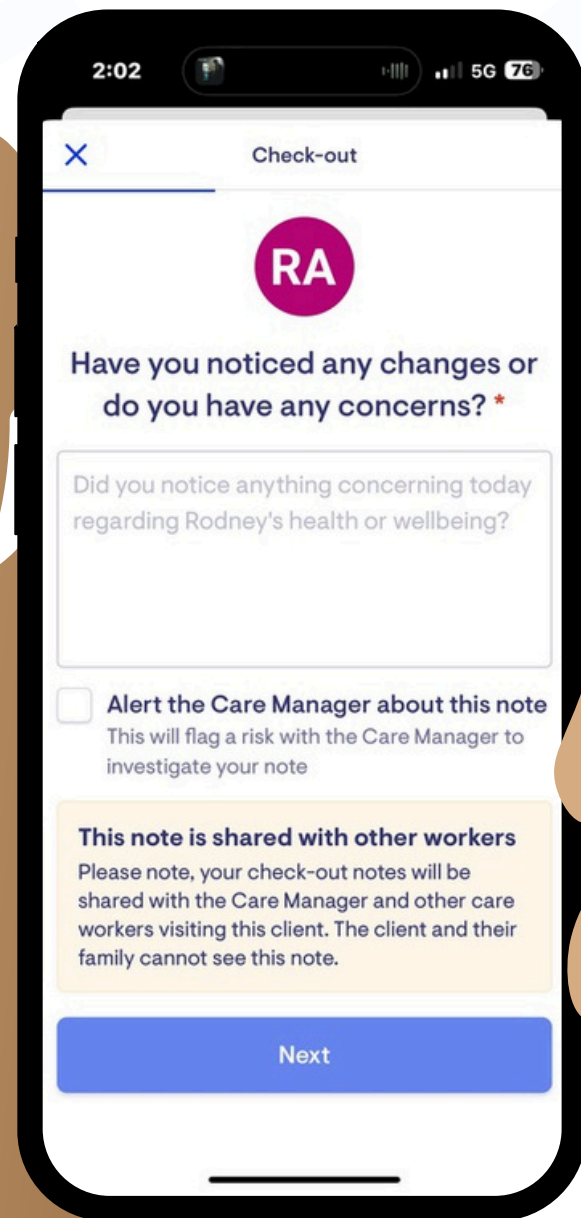 2:02
5G 76
Check-out
RA
Have you noticed any changes or
do you have any concerns? *
Did you notice anything concerning today
regarding Rodney's health or wellbeing?
Alert the Care Manager about this note
This will flag a risk with the Care Manager to
investigate your note
This note is shared with other workers
Please note, your check-out notes will be
shared with the Care Manager and other care
workers visiting this client. The client and their
family cannot see this note.
Next